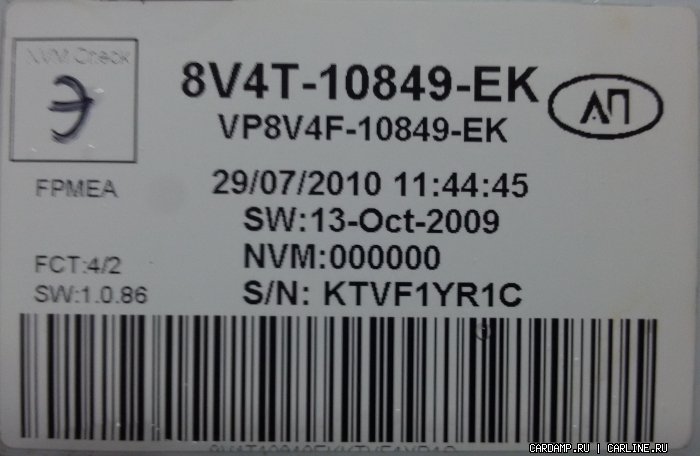 NVM Check
Э
8V4T-10849-EK
ЛП
VP8V4F-10849-EK
FPMEA
29/07/2010 11:44:45
SW:13-Oct-2009
FCT:4/2
NVM:000000
SW:1.0.86
S/N: KTVF1YR1C
CARDAMP.RU | CARLINE.RU